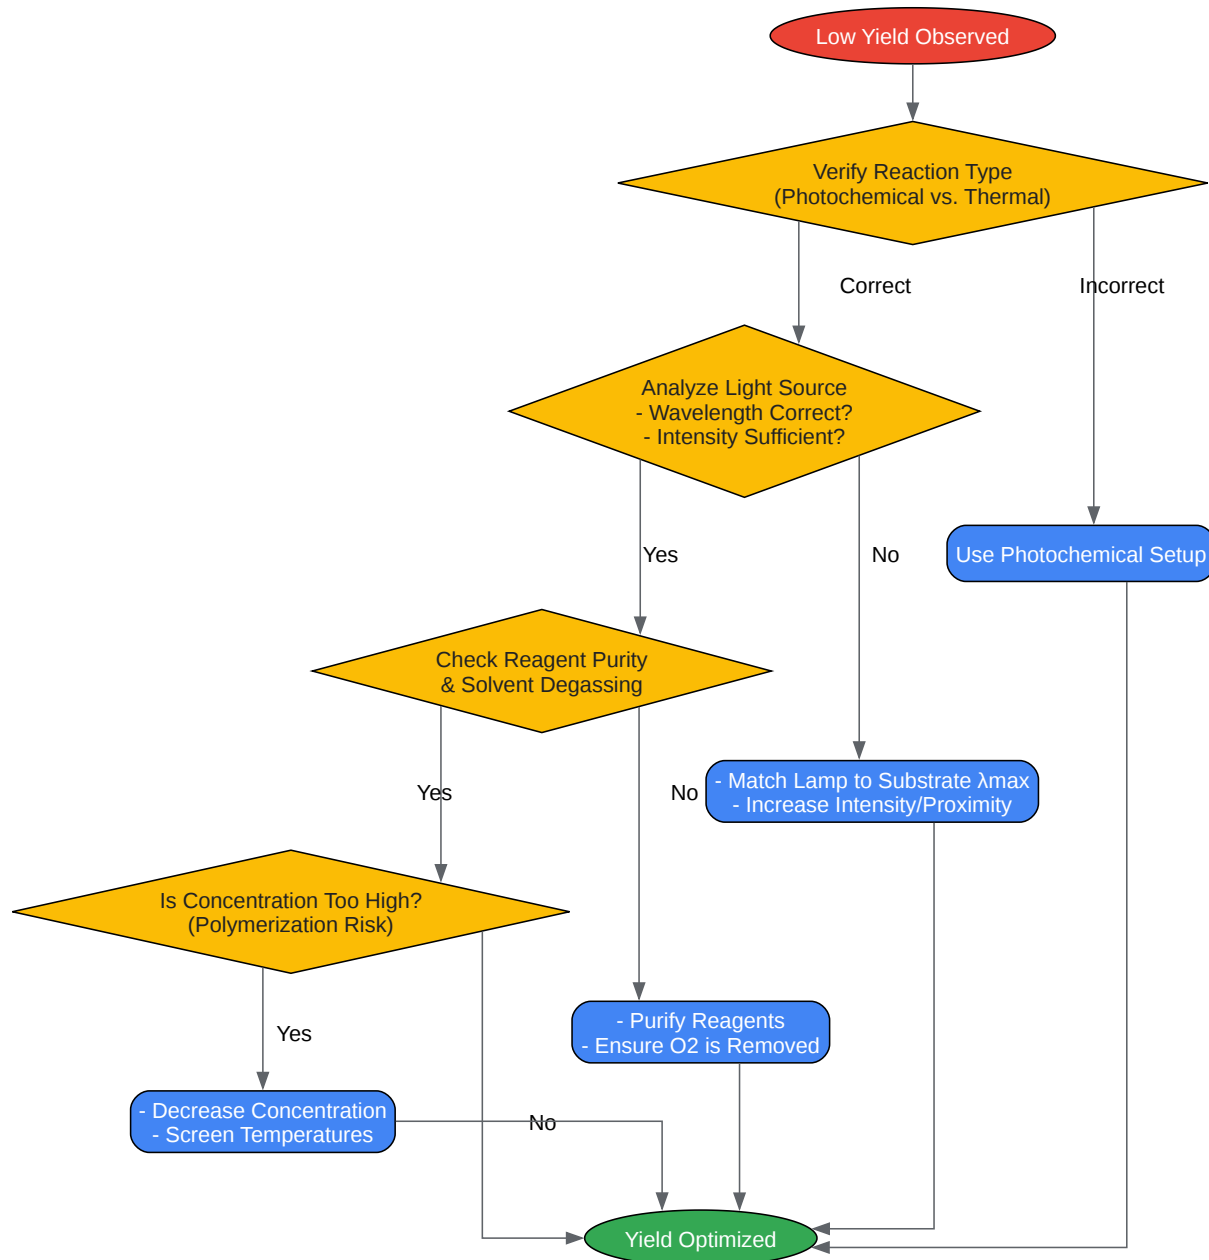 Low Yield Observed
Verify Reaction Type
(Photochemical vs. Thermal)
Correct
Incorrect
Analyze Light Source
- Wavelength Correct?
- Intensity Sufficient?
Yes
No
Use Photochemical Setup
Check Reagent Purity
& Solvent Degassing
Yes
No
- Match Lamp to Substrate λmax
- Increase Intensity/Proximity
Is Concentration Too High?
(Polymerization Risk)
Yes
No
- Purify Reagents
- Ensure O2 is Removed
- Decrease Concentration
- Screen Temperatures
Yield Optimized